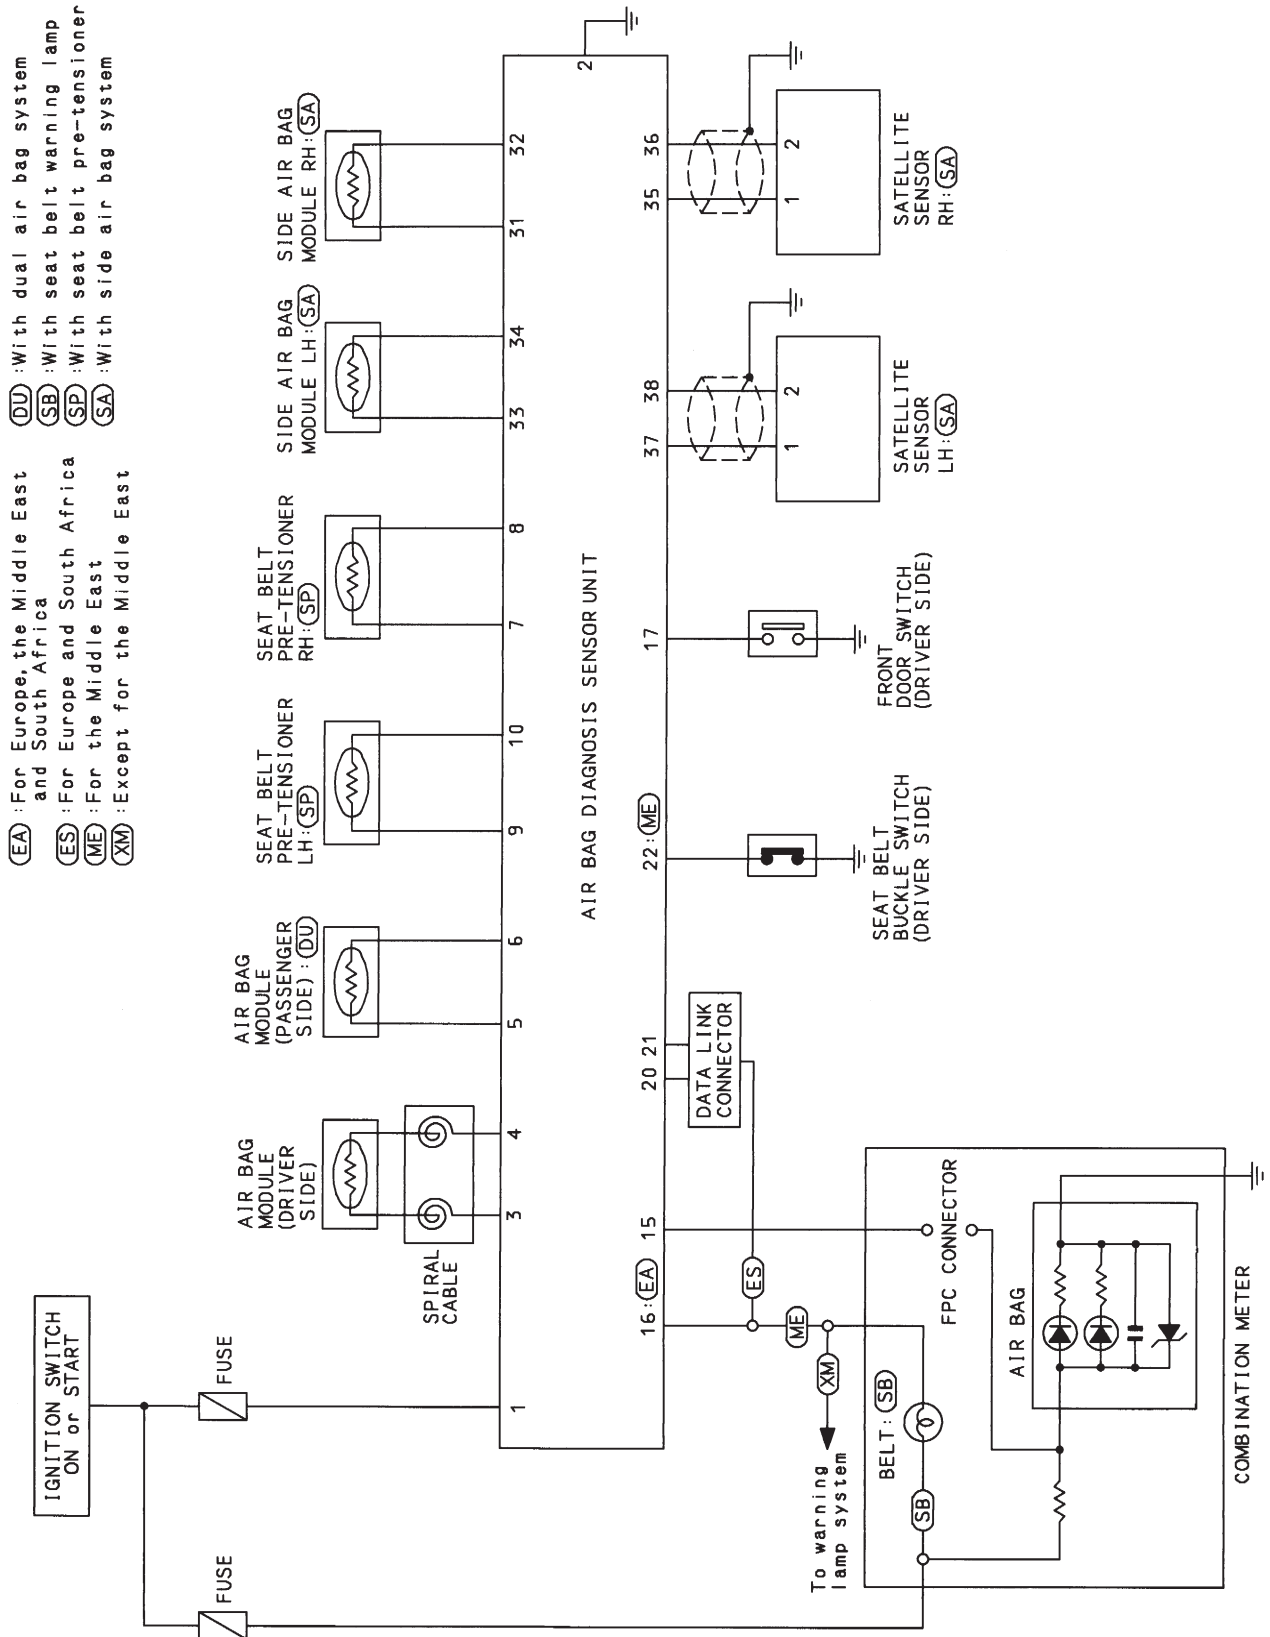 EA :For Europe, the Middle East
and South Africa
ES :For Europe and South Africa
ME :For the Middle East
XM :Except for the Middle East
DU :With dual air bag system
SB :With seat belt warning lamp
SP :With seat belt pre-tensioner
SA :With side air bag system
IGNITION SWITCH
ON or START
FUSE
FUSE
SPIRAL
CABLE
AIR BAG
MODULE
(DRIVER
SIDE)
AIR BAG
MODULE
(PASSENGER
SIDE) : DU
SEAT BELT
PRE-TENSIONER
LH: SP
SEAT BELT
PRE-TENSIONER
RH: SP
SIDE AIR BAG
MODULE LH: SA
SIDE AIR BAG
MODULE RH: SA
1
3
4
5
6
9
10
7
8
33
34
31
32
2
AIR BAG DIAGNOSIS SENSOR UNIT
16: EA
15
20 21
22: ME
17
37
38
35
36
DATA LINK
CONNECTOR
ES
ME
XM
To warning
lamp system
BELT: SB
SB
FPC CONNECTOR
AIR BAG
COMBINATION METER
SEAT BELT
BUCKLE SWITCH
(DRIVER SIDE)
FRONT
DOOR SWITCH
(DRIVER SIDE)
1
2
SATELLITE
SENSOR
LH: SA
1
2
SATELLITE
SENSOR
RH: SA